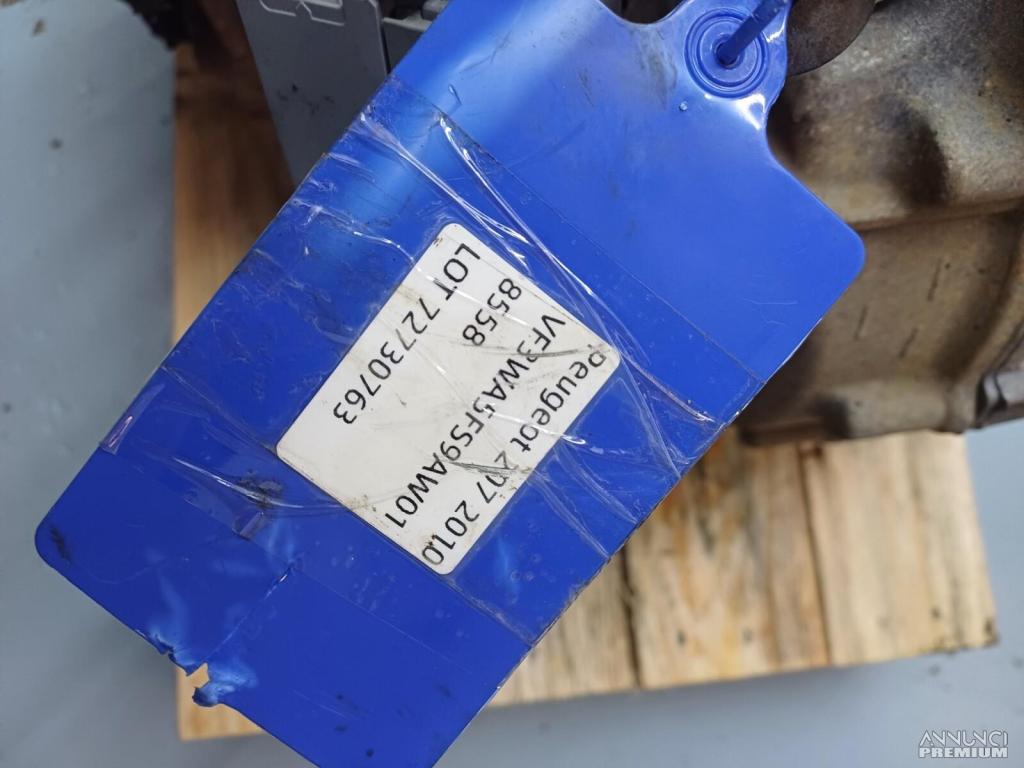 Peugeot 207 2010
VF3WA5FS9AW01
8558
LOT 72730763
ANNUNCI
PREMIUM